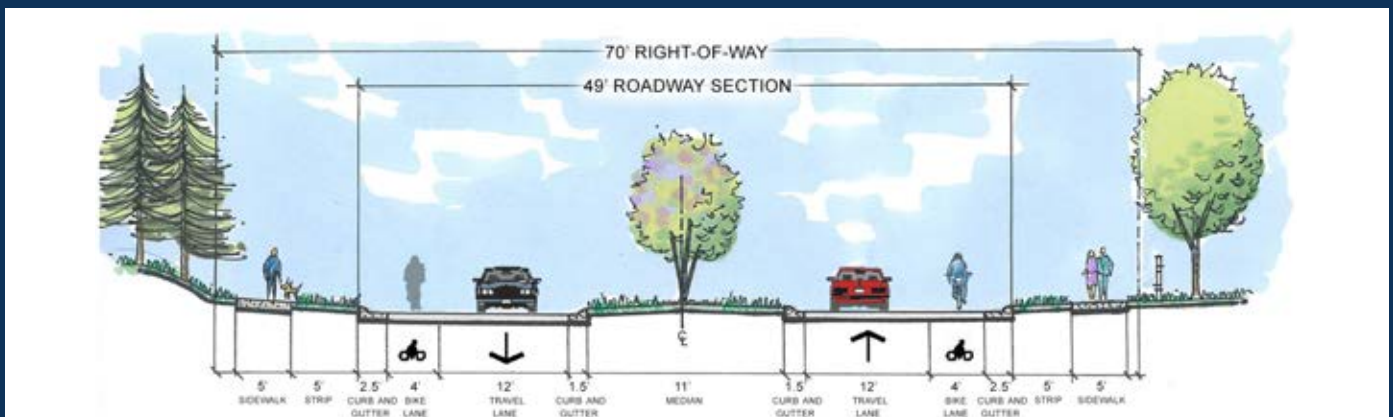 70' RIGHT-OF-WAY
49' ROADWAY SECTION
℄
5' 5' 2.5' 4' 12' 1.5' 11' 1.5' 12' 4' 2.5' 5' 5'
SIDEWALK STRIP CURB AND BIKE TRAVEL CURB AND MEDIAN CURB AND TRAVEL BIKE CURB AND STRIP SIDEWALK
GUTTER LANE LANE GUTTER GUTTER LANE LANE GUTTER